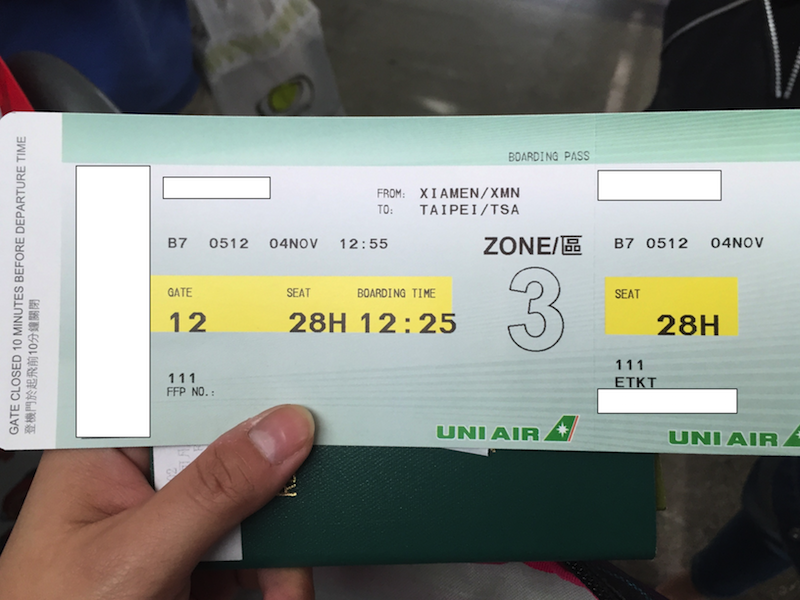 GATE CLOSED 10 MINUTES BEFORE DEPARTURE TIME
登機門於起飛前10分鐘關閉
BOARDING PASS
FROM: XIAMEN/XMN
TO: TAIPEI/TSA
B7 0512 04NOV 12:55
ZONE/區
3
GATE SEAT BOARDING TIME
12 28H 12:25
111
FFP NO.:
UNI AIR
B7 0512 04NOV
SEAT
28H
111
ETKT
UNI AIR